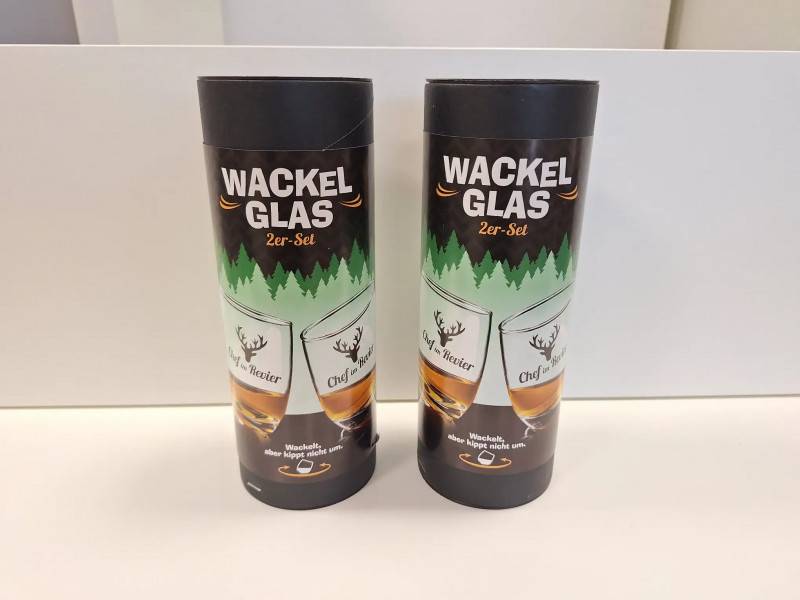 WACKEL
GLAS
2er-Set
Chef im Revier
Chef im Revier
Wackelt,
aber kippt nicht um.
WACKEL
GLAS
2er-Set
Chef im Revier
Chef im Revier
Wackelt,
aber kippt nicht um.